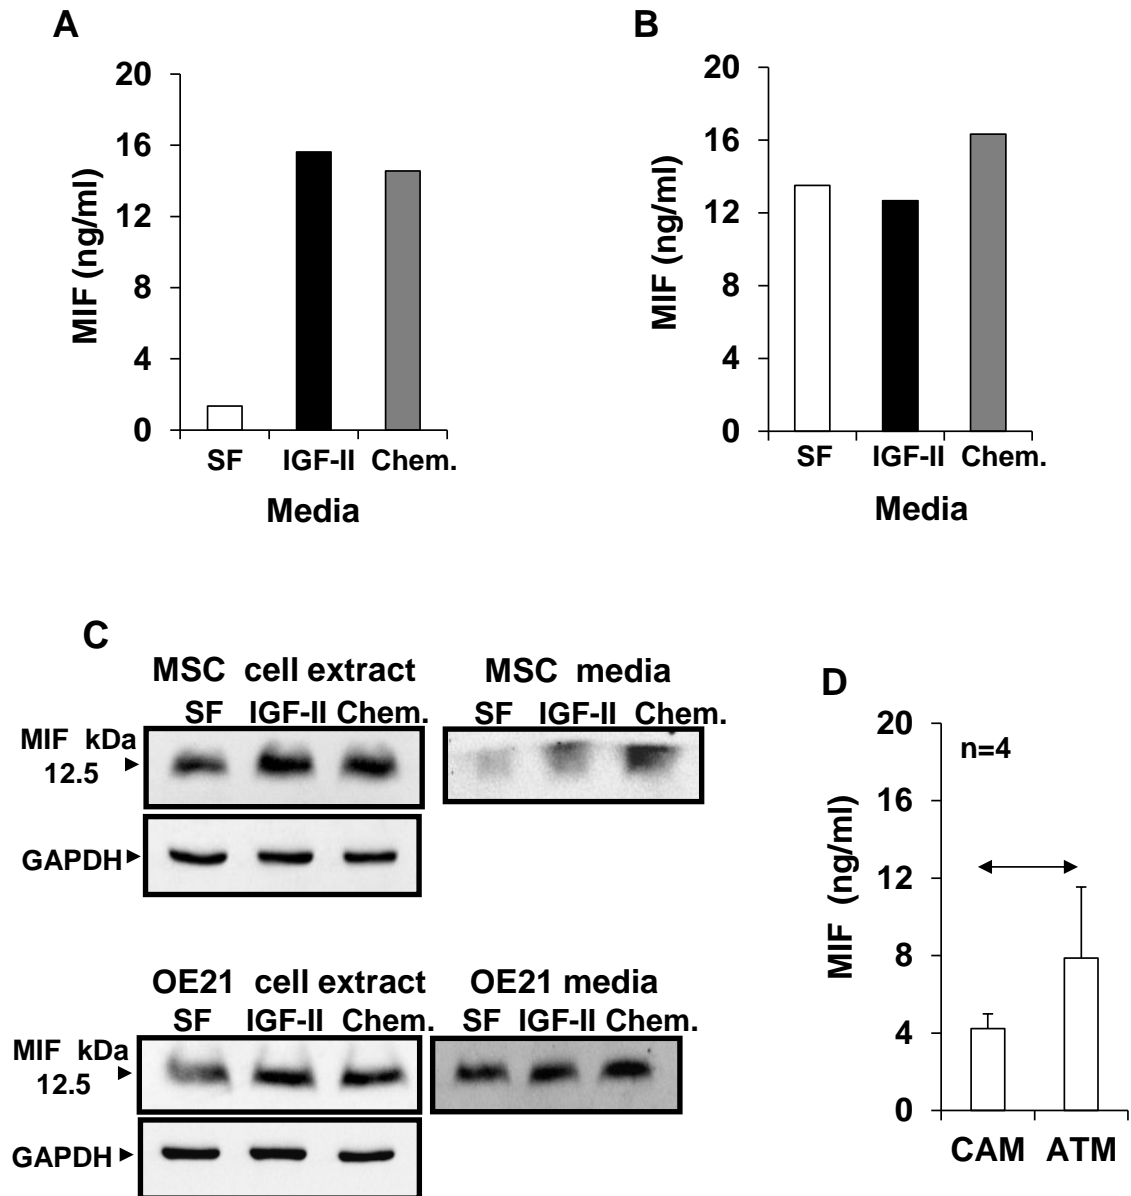 A
MIF (ng/ml)
20
16
12
8
4
0
SF IGF-II Chem.
Media
B
MIF (ng/ml)
20
16
12
8
4
0
SF IGF-II Chem.
Media
C
MSC cell extract
SF IGF-II Chem.
MIF kDa
12.5
GAPDH
MSC media
SF IGF-II Chem.
OE21 cell extract
SF IGF-II Chem.
MIF kDa
12.5
GAPDH
OE21 media
SF IGF-II Chem.
D
MIF (ng/ml)
20
16
12
8
4
0
n=4
CAM ATM